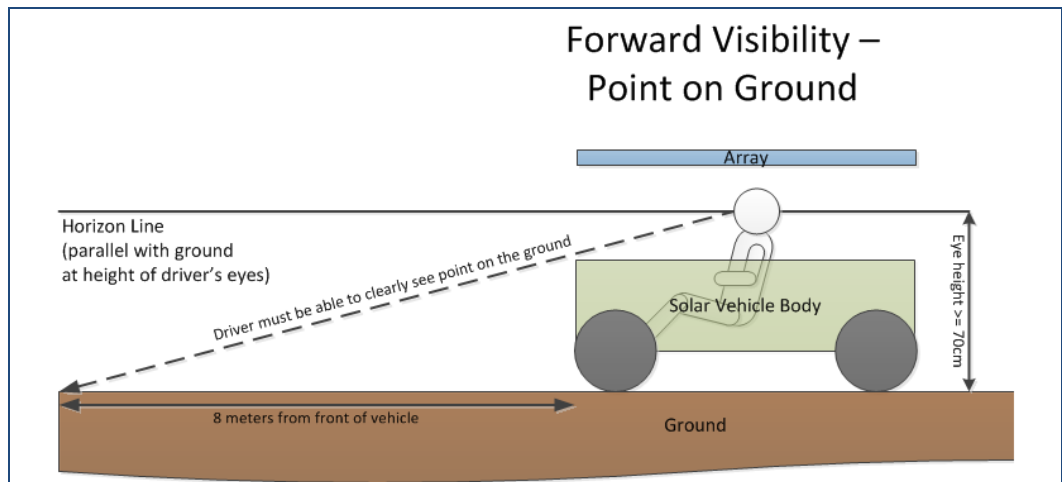 Forward Visibility –
Point on Ground
Array
Horizon Line
(parallel with ground
at height of driver's eyes)
Driver must be able to clearly see point on the ground
Eye height >= 70cm
Solar Vehicle Body
8 meters from front of vehicle
Ground